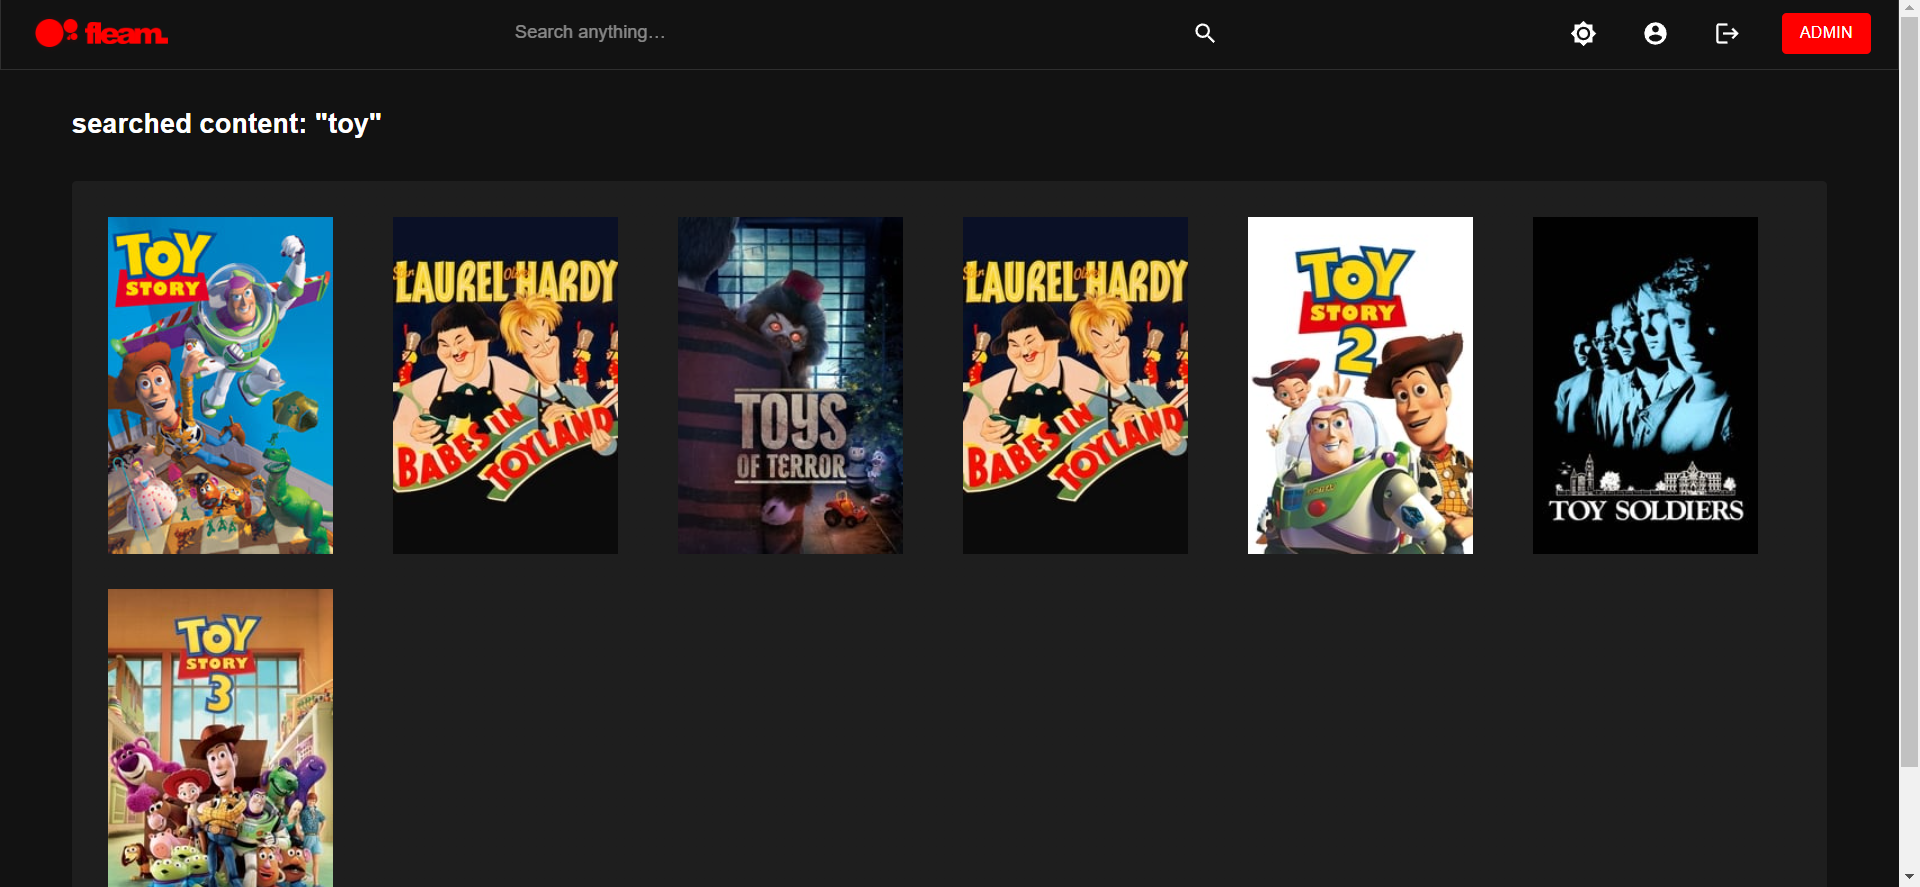 fleam.
Search anything...
ADMIN
searched content: "toy"
TOY
STORY
Stan LAUREL Oliver HARDY
BABES IN
TOYLAND
TOYS
OF TERROR
Stan LAUREL Oliver HARDY
BABES IN
TOYLAND
TOY
STORY
2
TOY SOLDIERS
TOY
STORY
3